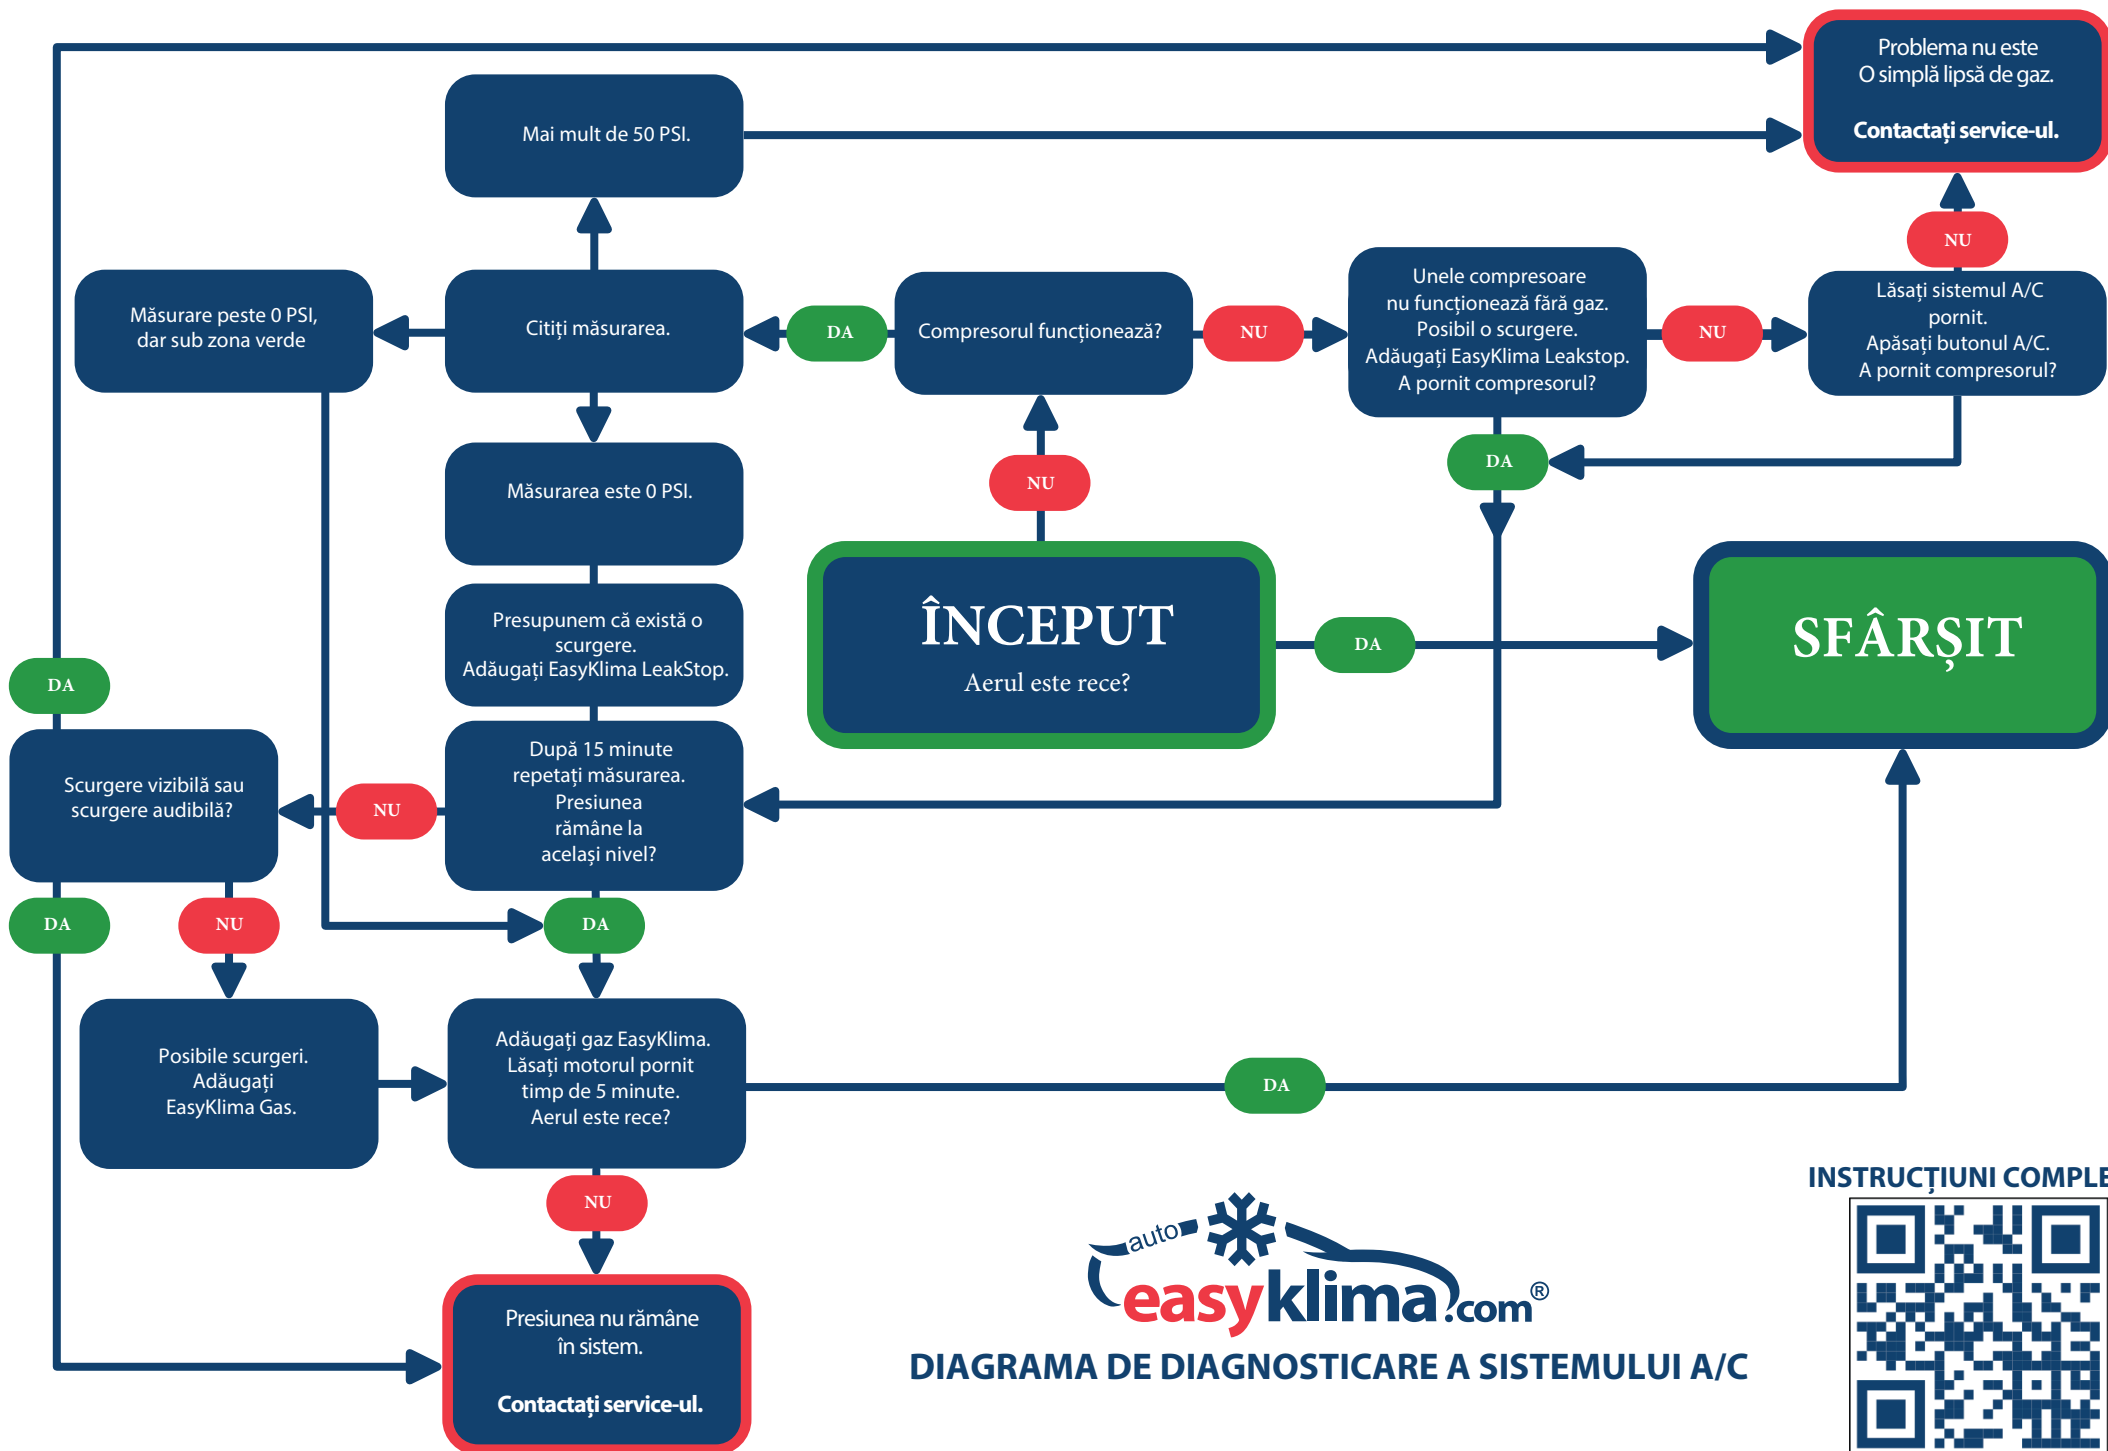 Problema nu este
O simplă lipsă de gaz.
Contactați service-ul.
Mai mult de 50 PSI.
NU
Măsurare peste 0 PSI,
dar sub zona verde
Citiți măsurarea.
DA
Compresorul funcționează?
NU
Unele compresoare
nu funcționează fără gaz.
Posibil o scurgere.
Adăugați EasyKlima Leakstop.
A pornit compresorul?
NU
Lăsați sistemul A/C
pornit.
Apăsați butonul A/C.
A pornit compresorul?
DA
NU
Măsurarea este 0 PSI.
ÎNCEPUT
Aerul este rece?
DA
SFÂRȘIT
Presupunem că există o
scurgere.
Adăugați EasyKlima LeakStop.
DA
Scurgere vizibilă sau
scurgere audibilă?
NU
După 15 minute
repetați măsurarea.
Presiunea
rămâne la
același nivel?
DA
NU
DA
Posibile scurgeri.
Adăugați
EasyKlima Gas.
Adăugați gaz EasyKlima.
Lăsați motorul pornit
timp de 5 minute.
Aerul este rece?
DA
NU
Presiunea nu rămâne
în sistem.
Contactați service-ul.
auto
easyklima.com®
DIAGRAMA DE DIAGNOSTICARE A SISTEMULUI A/C
INSTRUCȚIUNI COMPLE